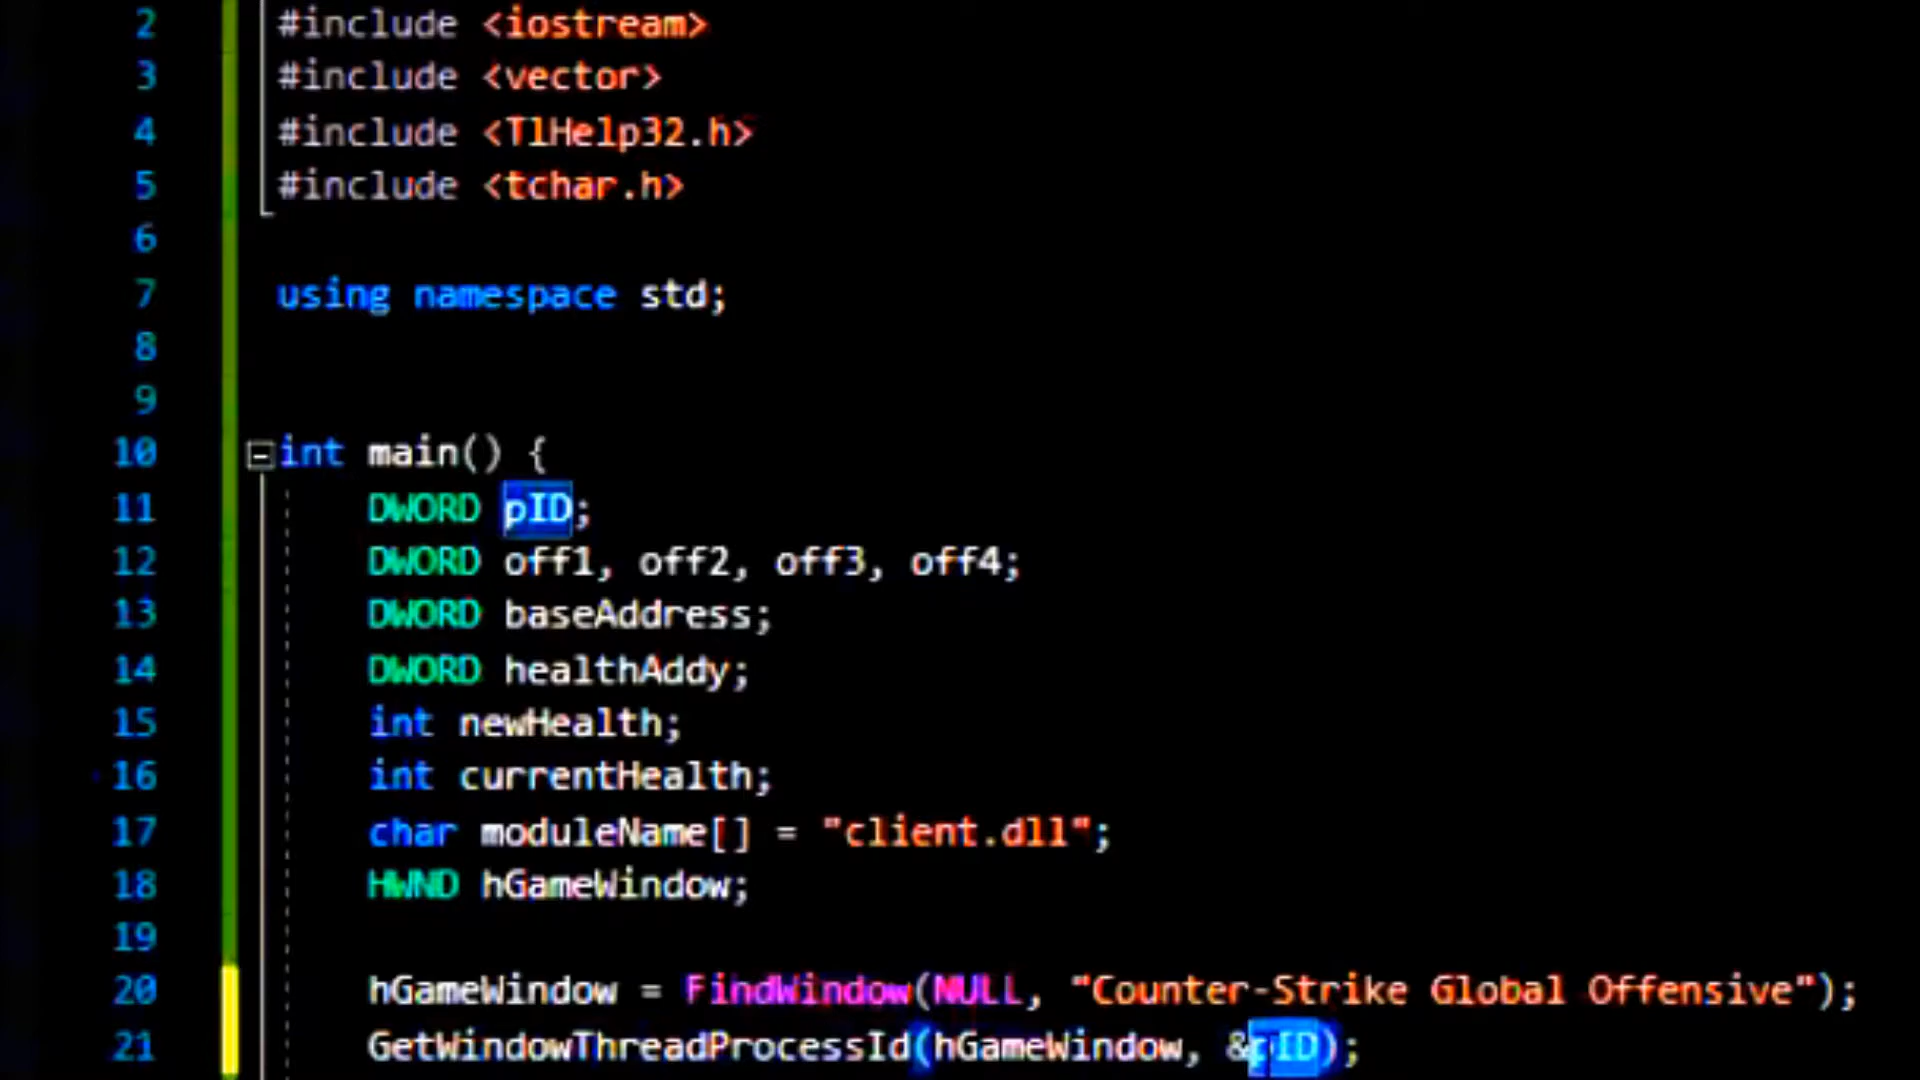 2 #include <iostream>
3 #include <vector>
4 #include <TlHelp32.h>
5 #include <tchar.h>
6
7 using namespace std;
8
9
10 int main() {
11 DWORD pID;
12 DWORD off1, off2, off3, off4;
13 DWORD baseAddress;
14 DWORD healthAddy;
15 int newHealth;
16 int currentHealth;
17 char moduleName[] = "client.dll";
18 HWND hGameWindow;
19
20 hGameWindow = FindWindow(NULL, "Counter-Strike Global Offensive");
21 GetWindowThreadProcessId(hGameWindow, &pID);